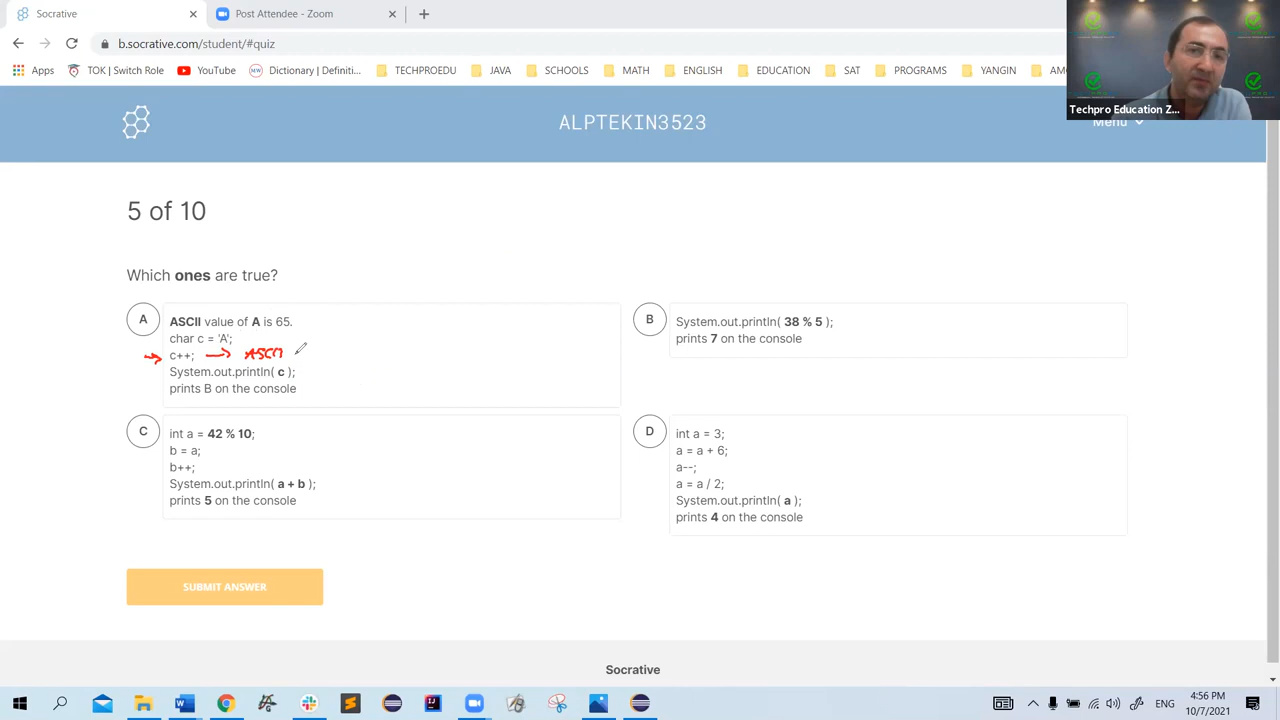 Socrative
Post Attendee - Zoom
b.socrative.com/student/#quiz
Apps
TOK | Switch Role
YouTube
Dictionary | Definiti...
TECHPROEDU
JAVA
SCHOOLS
MATH
ENGLISH
EDUCATION
SAT
PROGRAMS
YANGIN
Techpro Education Z...
ALPTEKIN3523
Menu
5 of 10
Which ones are true?
A
ASCII value of A is 65.
char c = 'A';
c++; → ASCII
System.out.println( c );
prints B on the console
B
System.out.println( 38 % 5 );
prints 7 on the console
C
int a = 42 % 10;
b = a;
b++;
System.out.println( a + b );
prints 5 on the console
D
int a = 3;
a = a + 6;
a--;
a = a / 2;
System.out.println( a );
prints 4 on the console
SUBMIT ANSWER
Socrative
ENG
4:56 PM
10/7/2021